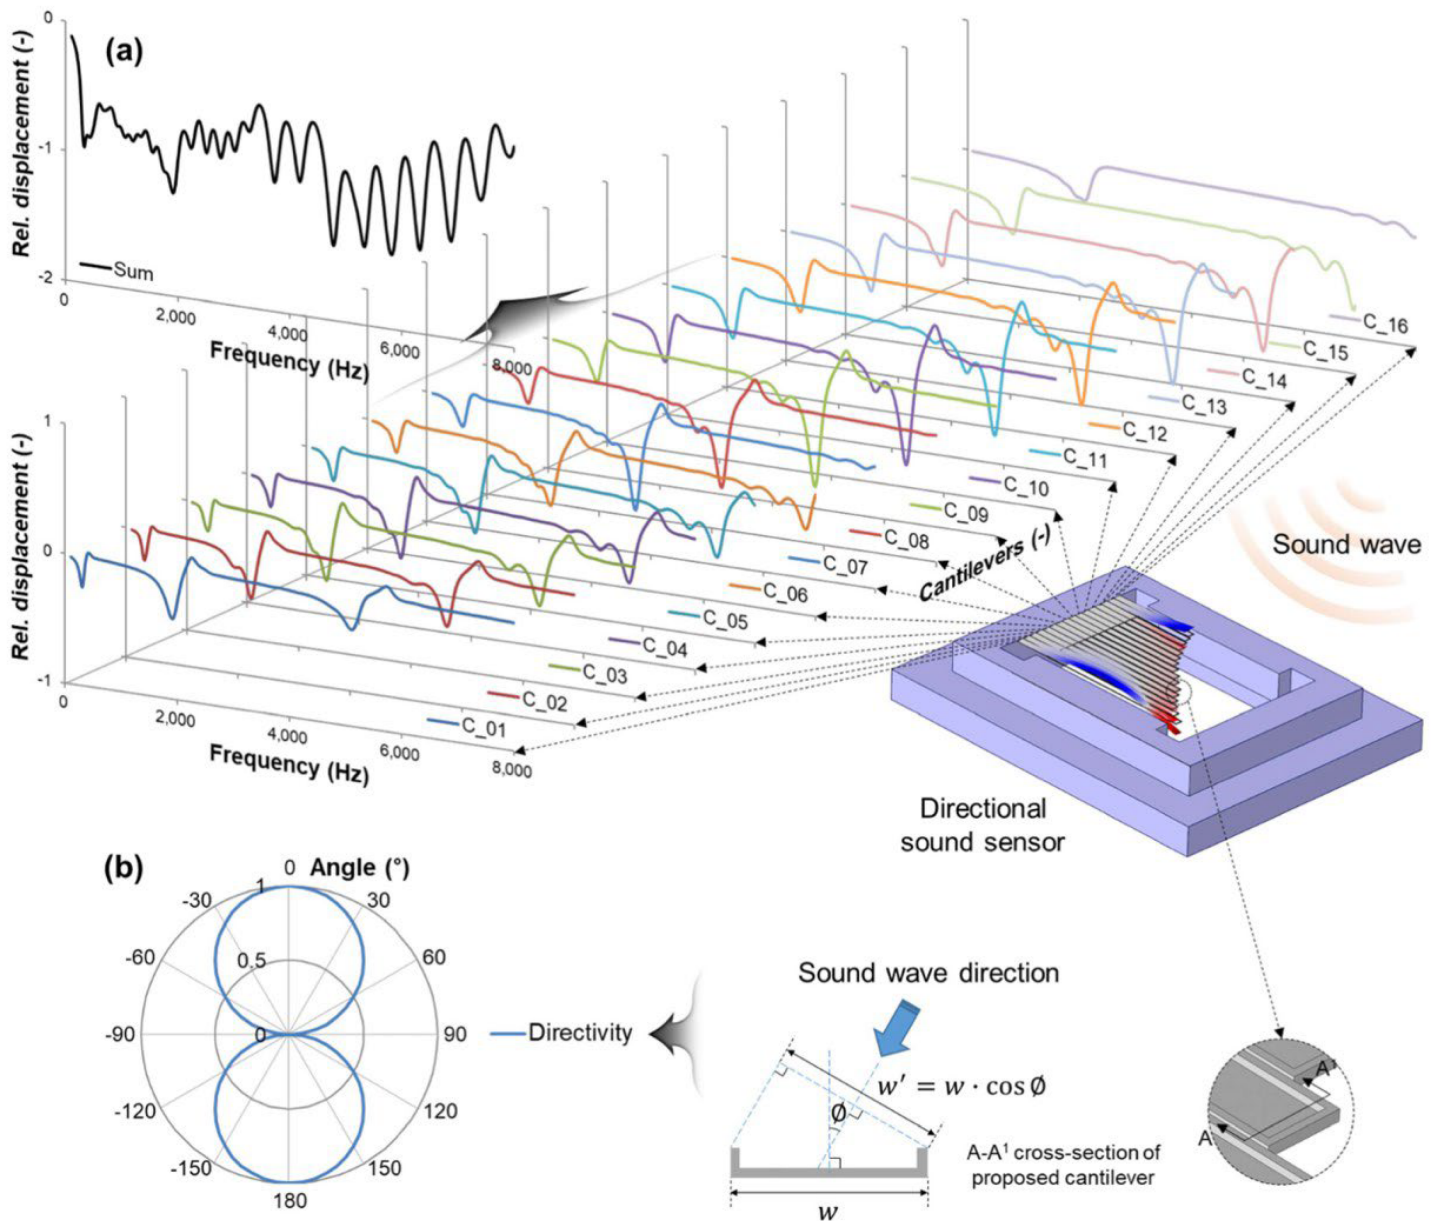 (a)
Rel. displacement (-)
0
-1
-2
Sum
0
2,000
4,000
6,000
8,000
Frequency (Hz)
Rel. displacement (-)
1
0
-1
0
2,000
4,000
6,000
8,000
Frequency (Hz)
C_16
C_15
C_14
C_13
C_12
C_11
C_10
C_09
C_08
C_07
C_06
C_05
C_04
C_03
C_02
C_01
Cantilevers (-)
Sound wave
Directional
sound sensor
(b)
0 Angle (°)
1
-30
30
-60
0.5
60
-90
0
90
-120
120
-150
150
180
Directivity
Sound wave direction
w' = w · cos Ø
Ø
w
A-A¹ cross-section of
proposed cantilever
A¹
A